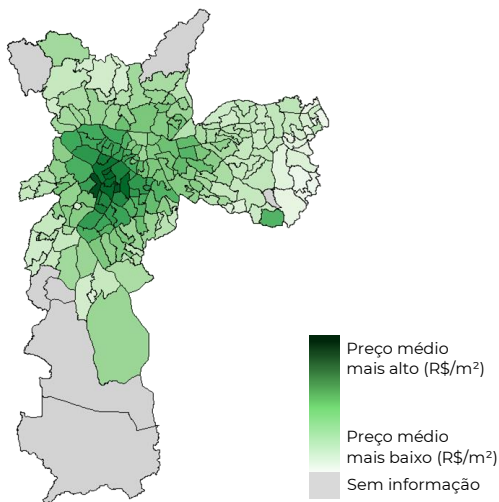 Preço médio
mais alto (R$/m²)
Preço médio
mais baixo (R$/m²)
Sem informação